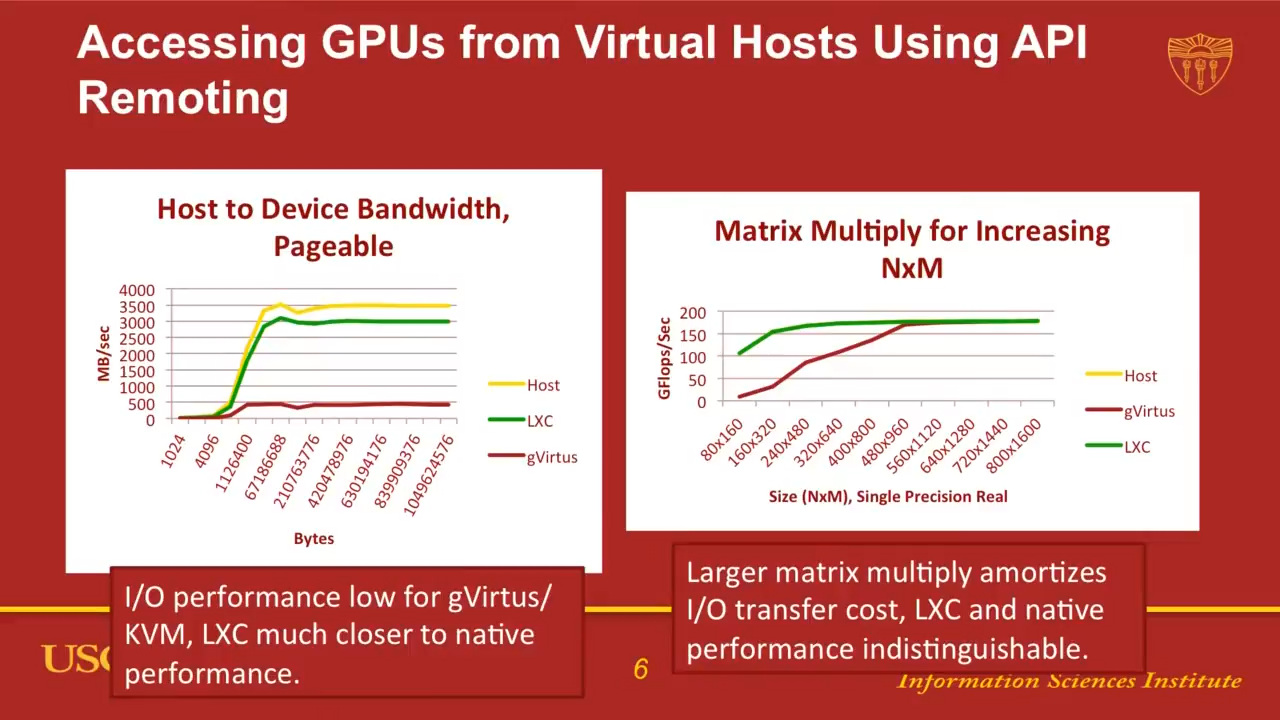 Accessing GPUs from Virtual Hosts Using API
Remoting
Host to Device Bandwidth,
Pageable
4000
3500
3000
2500
2000
1500
1000
500
0
MB/sec
1024
4096
1126400
67186688
210763776
420478976
630194176
839909376
1049624576
Bytes
Host
LXC
gVirtus
Matrix Multiply for Increasing
NxM
200
150
100
50
0
GFlops/Sec
80x160
160x320
240x480
320x640
400x800
480x960
560x1120
640x1280
720x1440
800x1600
Size (NxM), Single Precision Real
Host
gVirtus
LXC
I/O performance low for gVirtus/
KVM, LXC much closer to native
performance.
Larger matrix multiply amortizes
I/O transfer cost, LXC and native
performance indistinguishable.
6
Information Sciences Institute